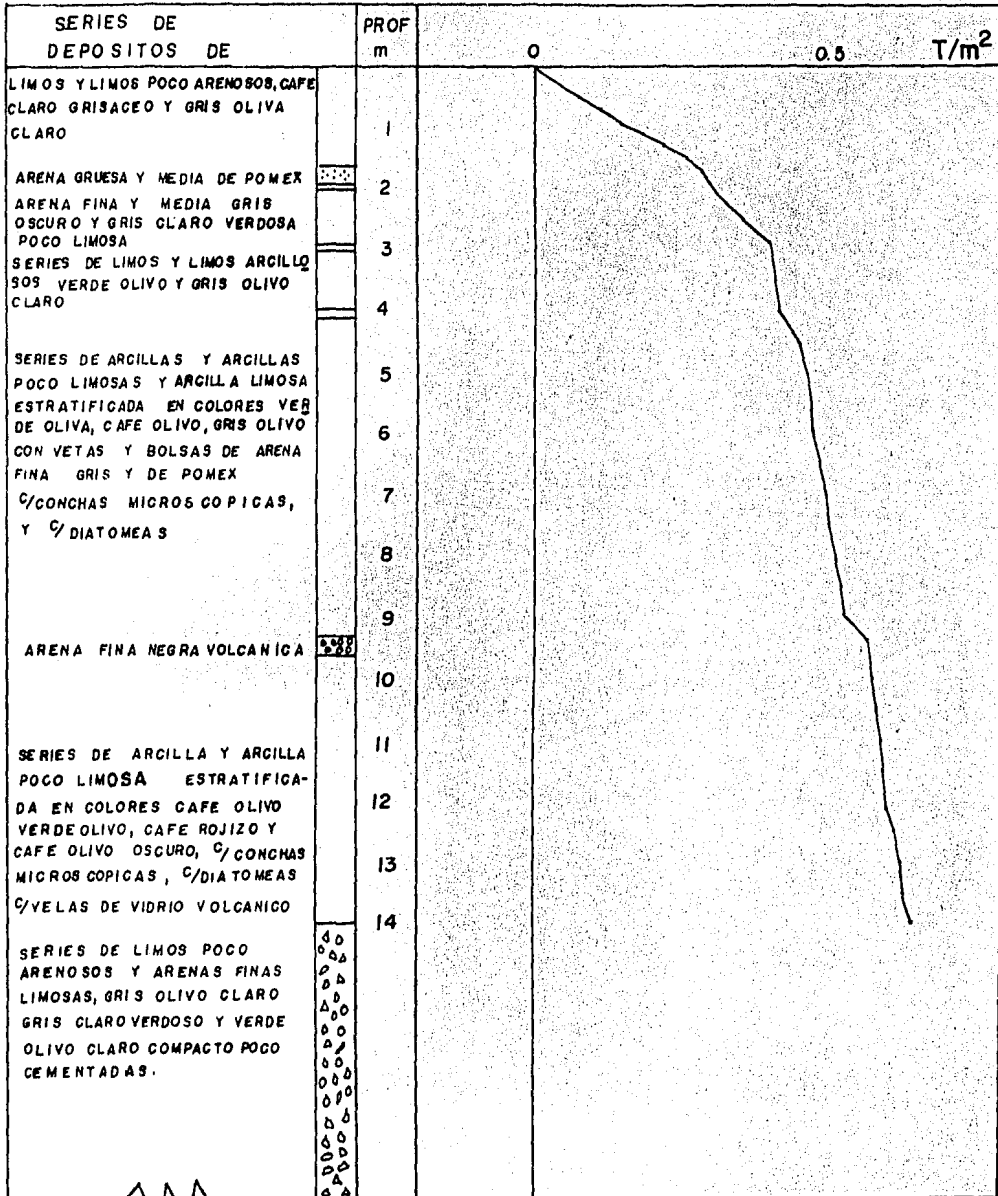 SERIES DE
DEPOSITOS DE
PROF
m
0
0.5
T/m²
LIMOS Y LIMOS POCO ARENOSOS, CAFE
CLARO GRISACEO Y GRIS OLIVA
CLARO
1
ARENA GRUESA Y MEDIA DE POMEX
2
ARENA FINA Y MEDIA GRIS
OSCURO Y GRIS CLARO VERDOSA
POCO LIMOSA
3
SERIES DE LIMOS Y LIMOS ARCILLO
SOS VERDE OLIVO Y GRIS OLIVO
CLARO
4
SERIES DE ARCILLAS Y ARCILLAS
POCO LIMOSAS Y ARCILLA LIMOSA
5
ESTRATIFICADA EN COLORES VER
DE OLIVA, CAFE OLIVO, GRIS OLIVO
6
CON VETAS Y BOLSAS DE ARENA
FINA GRIS Y DE POMEX
C/CONCHAS MICROSCOPICAS,
7
Y C/DIATOMEAS
8
9
ARENA FINA NEGRA VOLCANICA
10
11
SERIES DE ARCILLA Y ARCILLA
POCO LIMOSA ESTRATIFICA-
DA EN COLORES CAFE OLIVO
12
VERDE OLIVO, CAFE ROJIZO Y
CAFE OLIVO OSCURO, C/CONCHAS
13
MICROSCOPICAS, C/DIATOMEAS
C/VELAS DE VIDRIO VOLCANICO
14
SERIES DE LIMOS POCO
ARENOSOS Y ARENAS FINAS
LIMOSAS, GRIS OLIVO CLARO
GRIS CLARO VERDOSO Y VERDE
OLIVO CLARO COMPACTO POCO
CEMENTADAS.